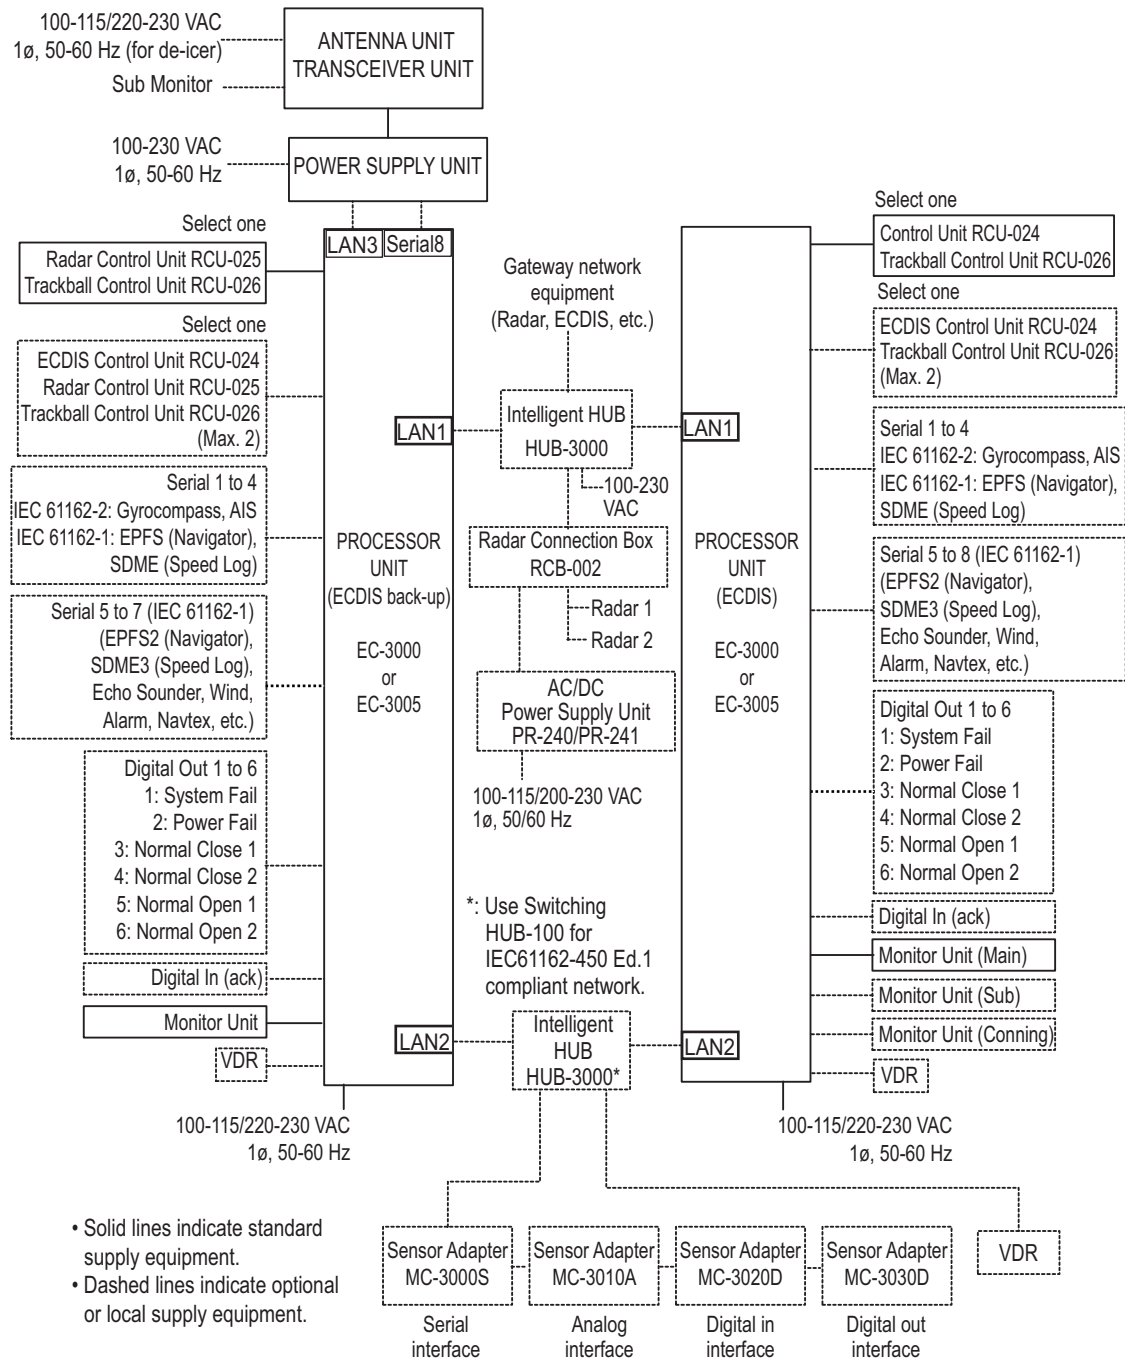 100-115/220-230 VAC
1ø, 50-60 Hz (for de-icer)
Sub Monitor
ANTENNA UNIT
TRANSCEIVER UNIT
100-230 VAC
1ø, 50-60 Hz
POWER SUPPLY UNIT
Select one
Radar Control Unit RCU-025
Trackball Control Unit RCU-026
Select one
ECDIS Control Unit RCU-024
Radar Control Unit RCU-025
Trackball Control Unit RCU-026
(Max. 2)
Serial 1 to 4
IEC 61162-2: Gyrocompass, AIS
IEC 61162-1: EPFS (Navigator),
SDME (Speed Log)
Serial 5 to 7 (IEC 61162-1)
(EPFS2 (Navigator),
SDME3 (Speed Log),
Echo Sounder, Wind,
Alarm, Navtex, etc.)
Digital Out 1 to 6
1: System Fail
2: Power Fail
3: Normal Close 1
4: Normal Close 2
5: Normal Open 1
6: Normal Open 2
Digital In (ack)
Monitor Unit
VDR
100-115/220-230 VAC
1ø, 50-60 Hz
LAN3
Serial8
LAN1
PROCESSOR
UNIT
(ECDIS back-up)
EC-3000
or
EC-3005
LAN2
Gateway network
equipment
(Radar, ECDIS, etc.)
Intelligent HUB
HUB-3000
100-230
VAC
Radar Connection Box
RCB-002
Radar 1
Radar 2
AC/DC
Power Supply Unit
PR-240/PR-241
100-115/200-230 VAC
1ø, 50/60 Hz
*: Use Switching
HUB-100 for
IEC61162-450 Ed.1
compliant network.
Intelligent
HUB
HUB-3000*
LAN1
PROCESSOR
UNIT
(ECDIS)
EC-3000
or
EC-3005
LAN2
Select one
Control Unit RCU-024
Trackball Control Unit RCU-026
Select one
ECDIS Control Unit RCU-024
Trackball Control Unit RCU-026
(Max. 2)
Serial 1 to 4
IEC 61162-2: Gyrocompass, AIS
IEC 61162-1: EPFS (Navigator),
SDME (Speed Log)
Serial 5 to 8 (IEC 61162-1)
(EPFS2 (Navigator),
SDME3 (Speed Log),
Echo Sounder, Wind,
Alarm, Navtex, etc.)
Digital Out 1 to 6
1: System Fail
2: Power Fail
3: Normal Close 1
4: Normal Close 2
5: Normal Open 1
6: Normal Open 2
Digital In (ack)
Monitor Unit (Main)
Monitor Unit (Sub)
Monitor Unit (Conning)
VDR
100-115/220-230 VAC
1ø, 50-60 Hz
• Solid lines indicate standard
supply equipment.
• Dashed lines indicate optional
or local supply equipment.
Sensor Adapter
MC-3000S
Serial
interface
Sensor Adapter
MC-3010A
Analog
interface
Sensor Adapter
MC-3020D
Digital in
interface
Sensor Adapter
MC-3030D
Digital out
interface
VDR